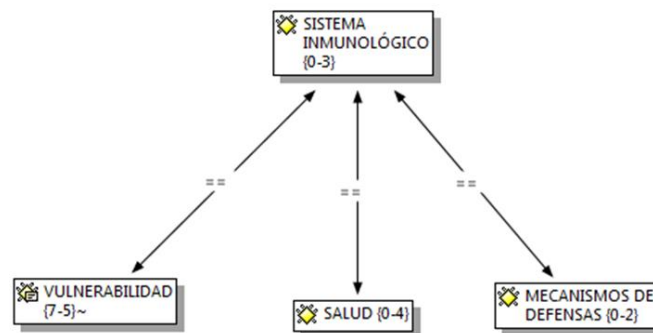 SISTEMA
INMUNOLÓGICO
{0-3}
==
==
==
VULNERABILIDAD
{7-5}~
SALUD {0-4}
MECANISMOS DE
DEFENSAS {0-2}